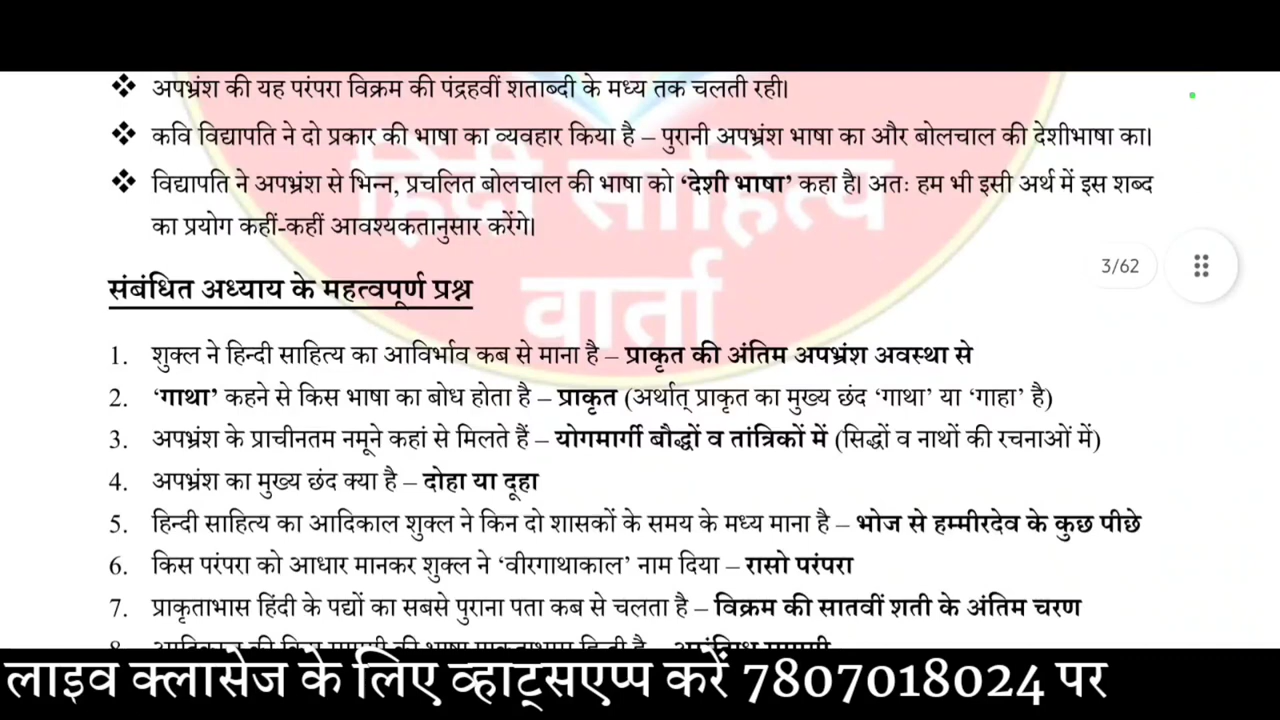 ❖ अपभ्रंश की यह परंपरा विक्रम की पंद्रहवीं शताब्दी के मध्य तक चलती रही।
❖ कवि विद्यापति ने दो प्रकार की भाषा का व्यवहार किया है – पुरानी अपभ्रंश भाषा का और बोलचाल की देशीभाषा का।
❖ विद्यापति ने अपभ्रंश से भिन्न, प्रचलित बोलचाल की भाषा को ‘देशी भाषा’ कहा है। अतः हम भी इसी अर्थ में इस शब्द
का प्रयोग कहीं-कहीं आवश्यकतानुसार करेंगे।
हिंदी साहित्य
वार्ता
3/62
संबंधित अध्याय के महत्वपूर्ण प्रश्न
1. शुक्ल ने हिन्दी साहित्य का आविर्भाव कब से माना है – प्राकृत की अंतिम अपभ्रंश अवस्था से
2. ‘गाथा’ कहने से किस भाषा का बोध होता है – प्राकृत (अर्थात् प्राकृत का मुख्य छंद ‘गाथा’ या ‘गाहा’ है)
3. अपभ्रंश के प्राचीनतम नमूने कहां से मिलते हैं – योगमार्गी बौद्धों व तांत्रिकों में (सिद्धों व नाथों की रचनाओं में)
4. अपभ्रंश का मुख्य छंद क्या है – दोहा या दूहा
5. हिन्दी साहित्य का आदिकाल शुक्ल ने किन दो शासकों के समय के मध्य माना है – भोज से हम्मीरदेव के कुछ पीछे
6. किस परंपरा को आधार मानकर शुक्ल ने ‘वीरगाथाकाल’ नाम दिया – रासो परंपरा
7. प्राकृताभास हिंदी के पद्यों का सबसे पुराना पता कब से चलता है – विक्रम की सातवीं शती के अंतिम चरण
लाइव क्लासेज के लिए व्हाट्सएप्प करें 7807018024 पर